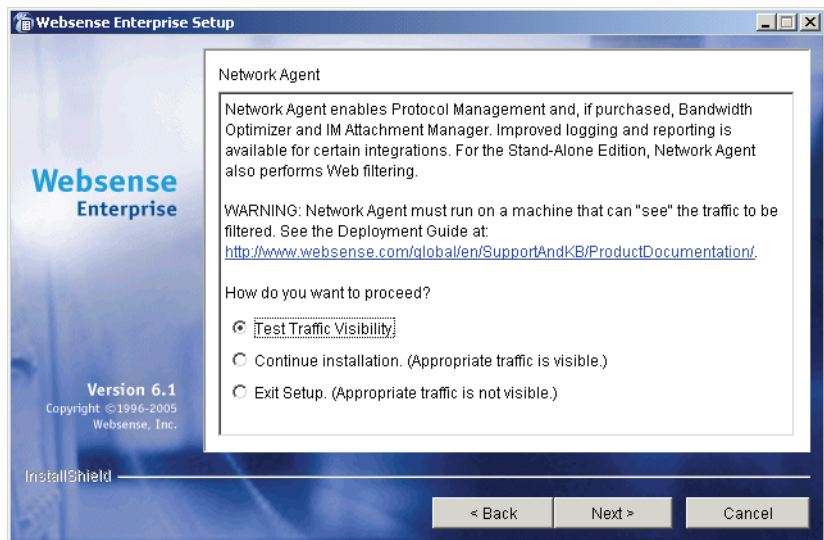 Websense Enterprise Setup
Network Agent
Network Agent enables Protocol Management and, if purchased, Bandwidth
Optimizer and IM Attachment Manager. Improved logging and reporting is
available for certain integrations. For the Stand-Alone Edition, Network Agent
also performs Web filtering.
WARNING: Network Agent must run on a machine that can "see" the traffic to be
filtered. See the Deployment Guide at:
http://www.websense.com/global/en/SupportAndKB/ProductDocumentation/.
How do you want to proceed?
Test Traffic Visibility.
Continue installation. (Appropriate traffic is visible.)
Exit Setup. (Appropriate traffic is not visible.)
Websense
Enterprise
Version 6.1
Copyright ©1996-2005
Websense, Inc.
InstallShield
< Back
Next >
Cancel